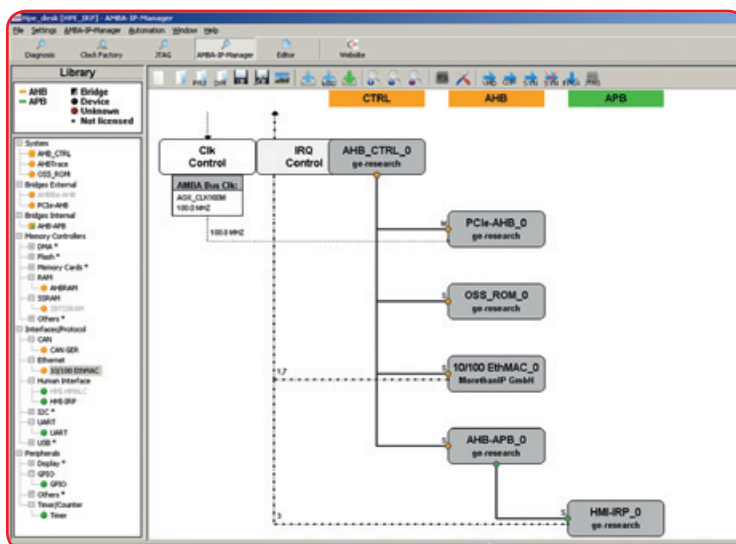 Hpe_desk [HPE_IRP] - AMBA-IP-Manager
File Settings AMBA-IP-Manager Automation Window Help
Diagnosis Clock Factory JTAG AMBA-IP-Manager Editor Website
Library
AHB
APB
Bridge
Device
Unknown
Not licensed
System
AHB_CTRL
AHBTrace
OSS_ROM
Bridges External
PCIe-AHB
Bridges Internal
AHB-APB
Memory Controllers
DMA *
Flash *
Memory Cards *
RAM
AHBRAM
SSRAM
Others *
Interfaces/Protocol
CAN
CAN-GER
Ethernet
10/100 EthMAC
Human Interface
HMI-IRP
I2C *
UART
UART
USB *
Peripherals
Display *
GPIO
GPIO
Others *
Timer/Counter
Timer
CTRL AHB APB
Clk Control
IRQ Control
AHB_CTRL_0
ge-research
AMBA Bus Clk:
AGX_CLK100M
100.0 MHZ
100.0 MHZ
M
PCIe-AHB_0
ge-research
S
OSS_ROM_0
ge-research
1,7
S
10/100 EthMAC_0
MorethanIP GmbH
S
AHB-APB_0
ge-research
3
S
HMI-IRP_0
ge-research